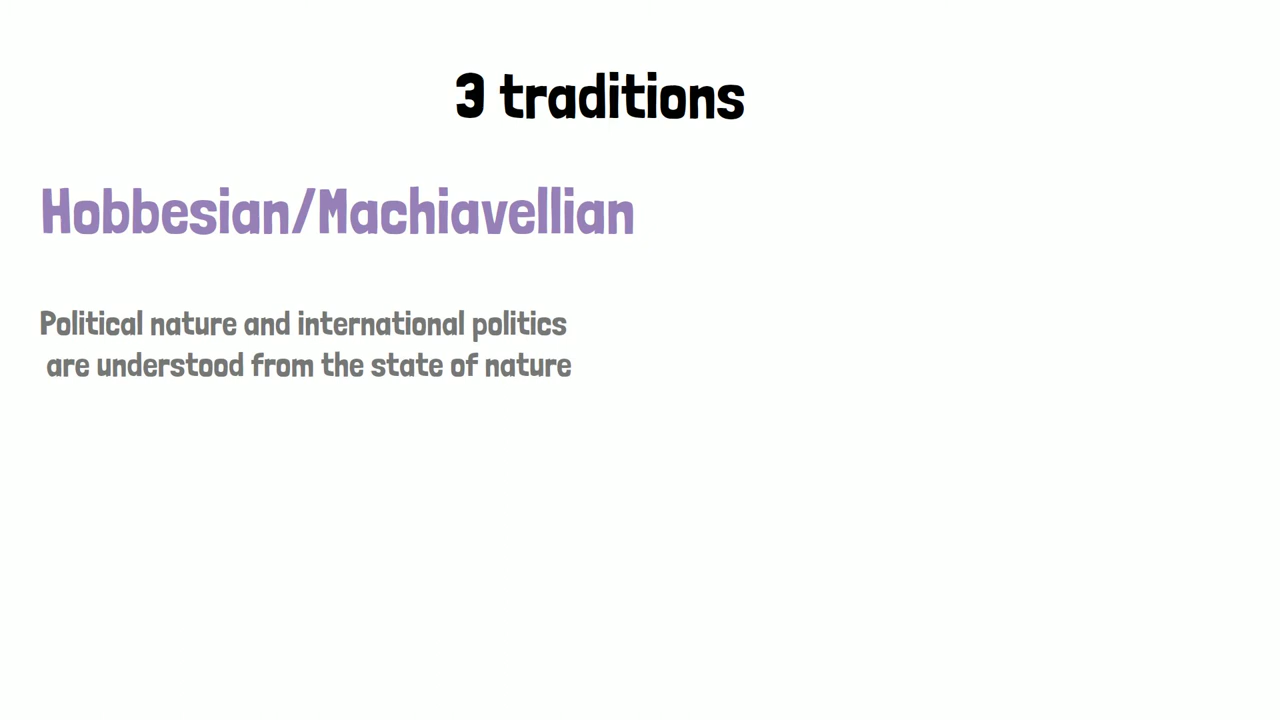 3 traditions
Hobbesian/Machiavellian
Political nature and international politics
are understood from the state of nature